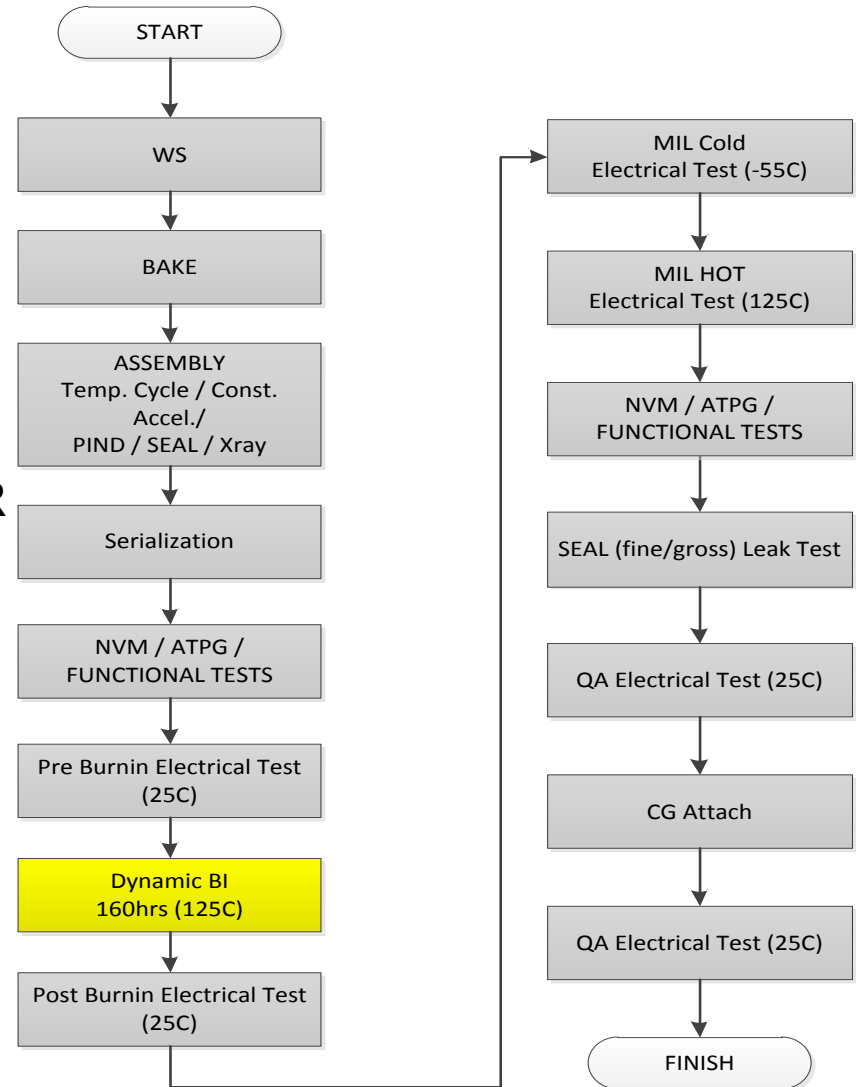 START
WS
BAKE
ASSEMBLY
Temp. Cycle / Const.
Accel./
PIND / SEAL / Xray
R
Serialization
NVM / ATPG /
FUNCTIONAL TESTS
Pre Burnin Electrical Test
(25C)
Dynamic BI
160hrs (125C)
Post Burnin Electrical Test
(25C)
MIL Cold
Electrical Test (-55C)
MIL HOT
Electrical Test (125C)
NVM / ATPG /
FUNCTIONAL TESTS
SEAL (fine/gross) Leak Test
QA Electrical Test (25C)
CG Attach
QA Electrical Test (25C)
FINISH